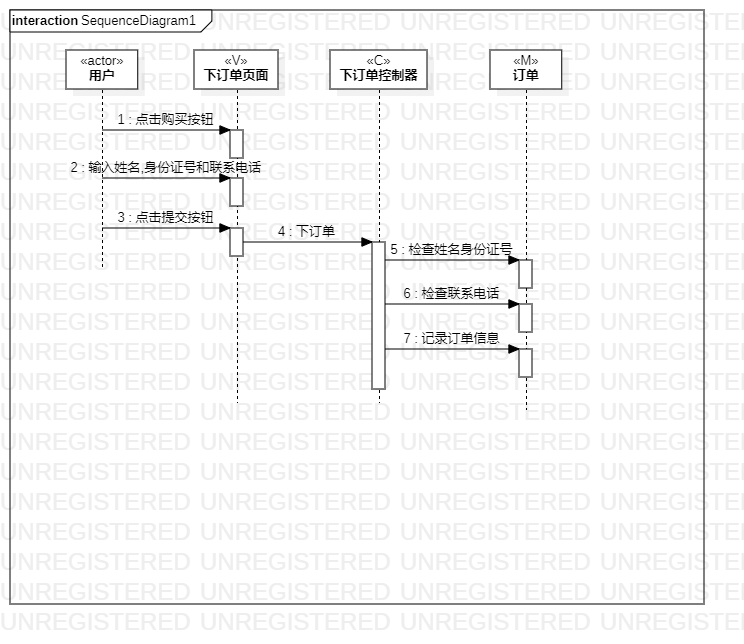 interaction SequenceDiagram1
«actor»
用户
«V»
下订单页面
«C»
下订单控制器
«M»
订单
1 : 点击购买按钮
2 : 输入姓名,身份证号和联系电话
3 : 点击提交按钮
4 : 下订单
5 : 检查姓名身份证号
6 : 检查联系电话
7 : 记录订单信息
UNREGISTERED UNREGISTERED UNREGISTERED UNREGISTERED